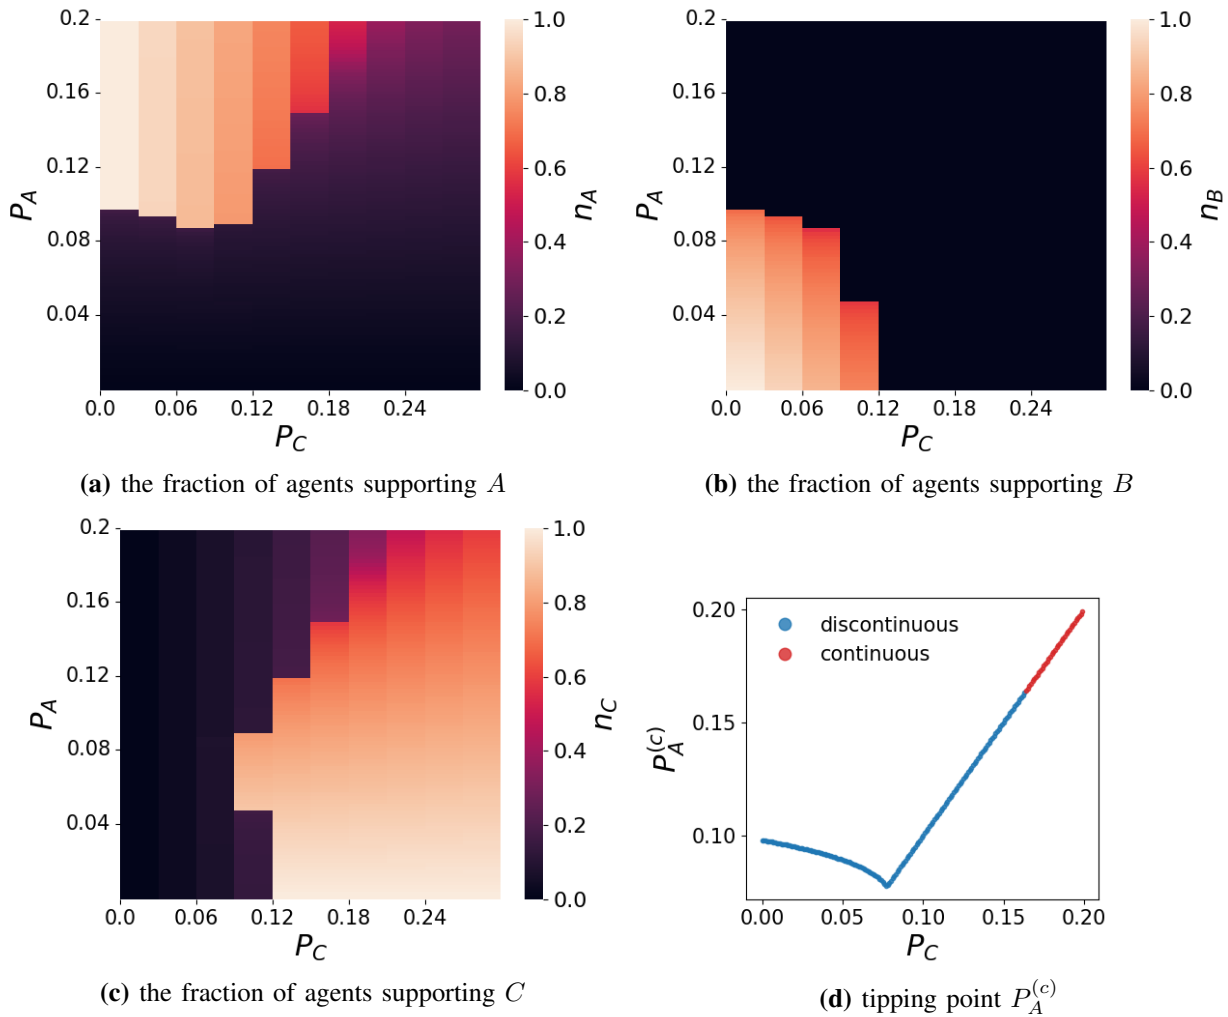 0.2
0.16
0.12
0.08
0.04
P_A
0.0 0.06 0.12 0.18 0.24
P_C
1.0
0.8
0.6
0.4
0.2
0.0
n_A
(a) the fraction of agents supporting A
0.2
0.16
0.12
0.08
0.04
P_A
0.0 0.06 0.12 0.18 0.24
P_C
1.0
0.8
0.6
0.4
0.2
0.0
n_B
(b) the fraction of agents supporting B
0.2
0.16
0.12
0.08
0.04
P_A
0.0 0.06 0.12 0.18 0.24
P_C
1.0
0.8
0.6
0.4
0.2
0.0
n_C
(c) the fraction of agents supporting C
0.20
0.15
0.10
P_A^{(c)}
discontinuous
continuous
0.00 0.05 0.10 0.15 0.20
P_C
(d) tipping point P_A^{(c)}